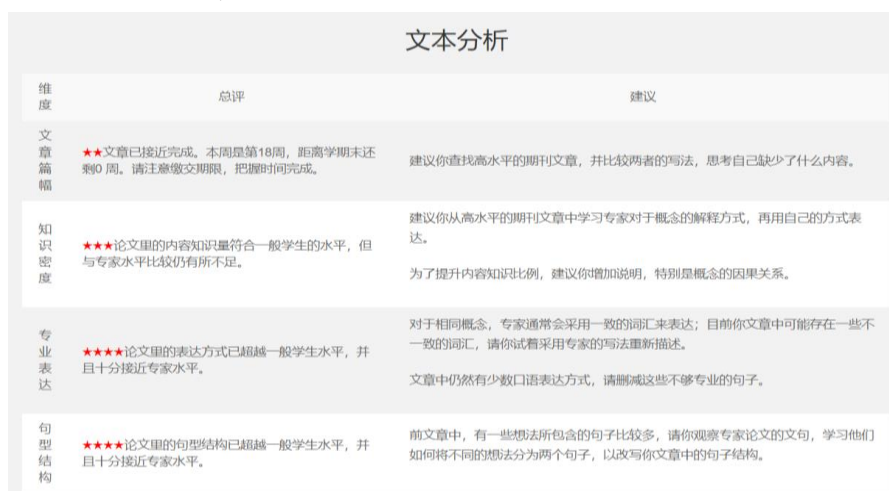 文本分析
维度
总评
建议
文章篇幅
★★文章已接近完成。本周是第18周，距离学期末还
剩0 周。请注意缴交期限，把握时间完成。
建议你查找高水平的期刊文章，并比较两者的写法，思考自己缺少了什么内容。
知识密度
★★★论文里的内容知识量符合一般学生的水平，但
与专家水平比较仍有所不足。
建议你从高水平的期刊文章中学习专家对于概念的解释方式，再用自己的方式表
达。
为了提升内容知识比例，建议你增加说明，特别是概念的因果关系。
专业表达
★★★★论文里的表达方式已超越一般学生水平，并
且十分接近专家水平。
对于相同概念，专家通常会采用一致的词汇来表达；目前你文章中可能存在一些不
一致的词汇，请你试着采用专家的写法重新描述。
文章中仍然有少数口语表达方式，请删减这些不够专业的句子。
句型结构
★★★★论文里的句型结构已超越一般学生水平，并
且十分接近专家水平。
前文章中，有一些想法所包含的句子比较多，请你观察专家论文的文句，学习他们
如何将不同的想法分为两个句子，以改写你文章中的句子结构。